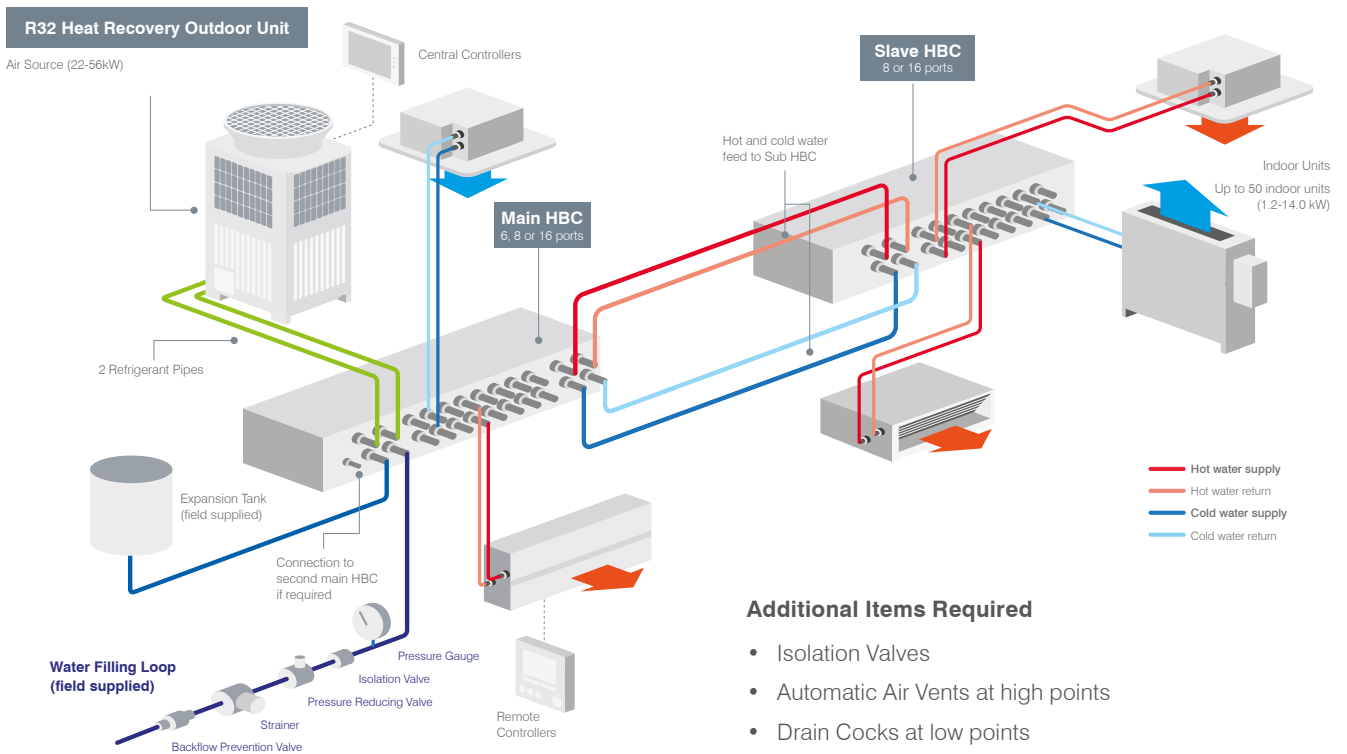 R32 Heat Recovery Outdoor Unit
Air Source (22-56kW)
Central Controllers
Slave HBC
8 or 16 ports
Hot and cold water
feed to Sub HBC
Indoor Units
Up to 50 indoor units
(1.2-14.0 kW)
Main HBC
6, 8 or 16 ports
2 Refrigerant Pipes
Expansion Tank
(field supplied)
Connection to
second main HBC
if required
Hot water supply
Hot water return
Cold water supply
Cold water return
Water Filling Loop
(field supplied)
Pressure Gauge
Isolation Valve
Pressure Reducing Valve
Strainer
Backflow Prevention Valve
Remote
Controllers
Additional Items Required
• Isolation Valves
• Automatic Air Vents at high points
• Drain Cocks at low points